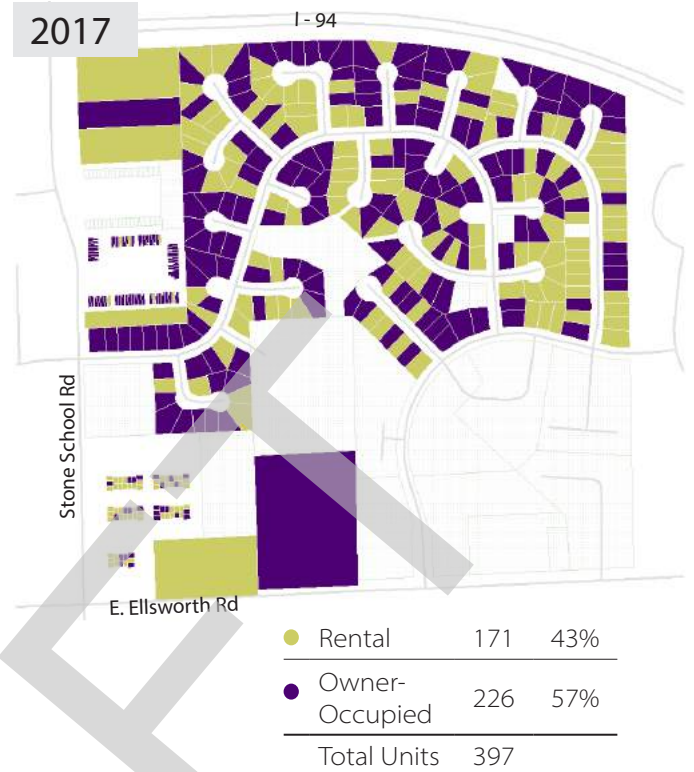 2017
I - 94
Stone School Rd
E. Ellsworth Rd
Rental 171 43%
Owner-
Occupied 226 57%
Total Units 397